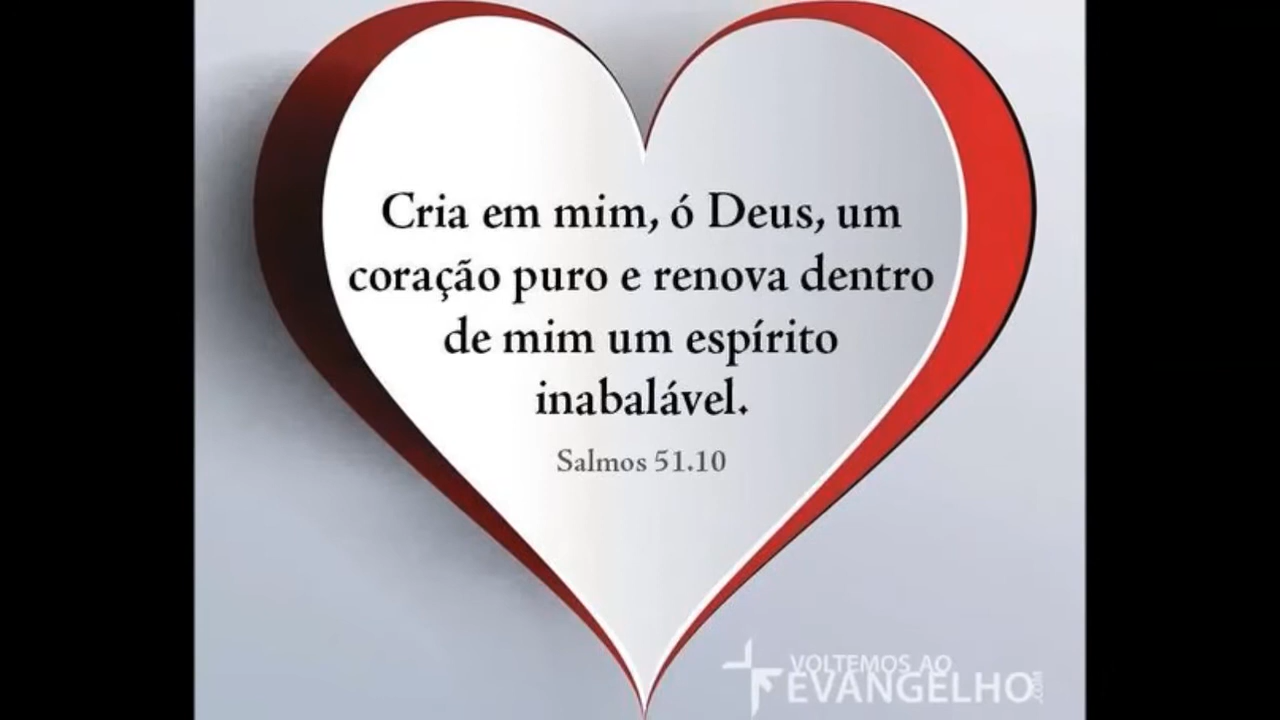 Cria em mim, ó Deus, um
coração puro e renova dentro
de mim um espírito
inabalável.
Salmos 51.10
VOLTEMOS AO
EVANGELHO.com